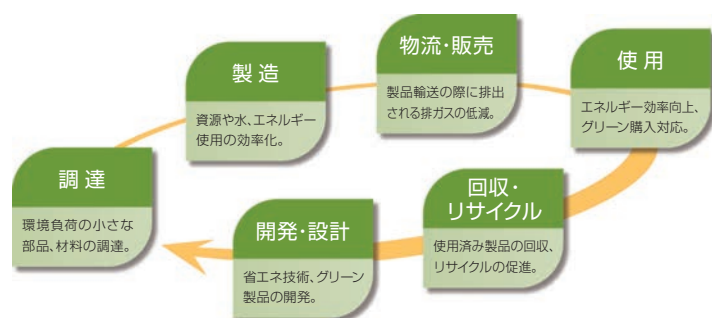 調達
環境負荷の小さな
部品、材料の調達。
製造
資源や水、エネルギー
使用の効率化。
物流・販売
製品輸送の際に排出
される排ガスの低減。
使用
エネルギー効率向上、
グリーン購入対応。
回収・
リサイクル
使用済み製品の回収、
リサイクルの促進。
開発・設計
省エネ技術、グリーン
製品の開発。